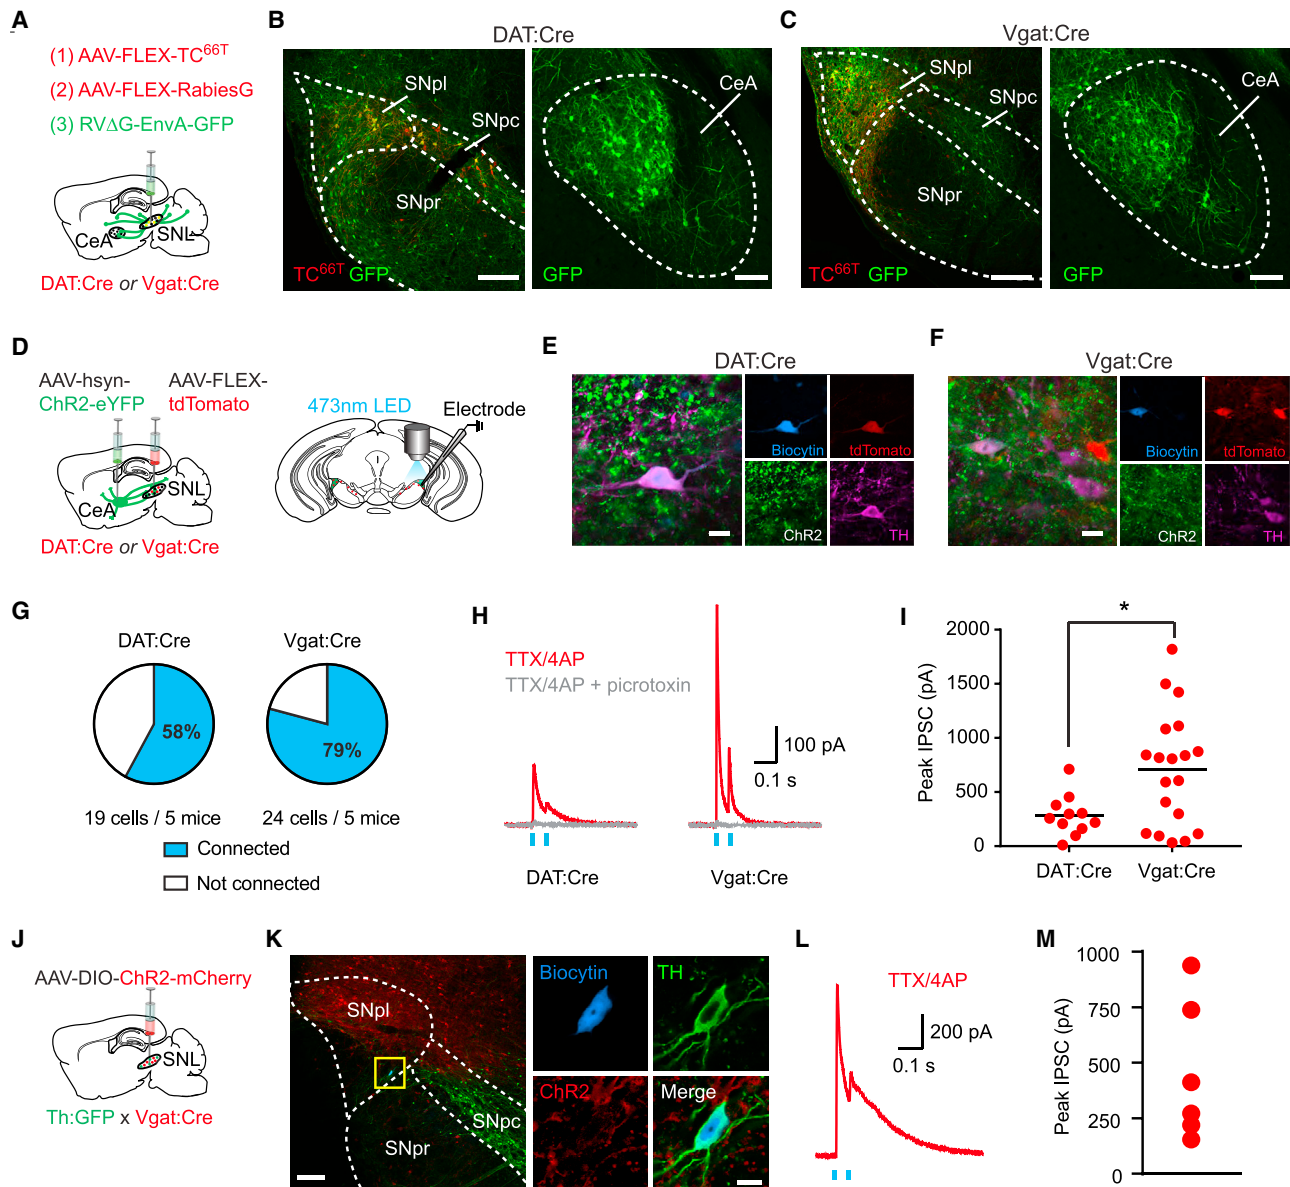 A
(1) AAV-FLEX-TC66T
(2) AAV-FLEX-RabiesG
(3) RVΔG-EnvA-GFP
CeA
SNL
DAT:Cre or Vgat:Cre
B
DAT:Cre
SNpl
SNpc
SNpr
TC66T GFP
CeA
GFP
C
Vgat:Cre
SNpl
SNpc
SNpr
TC66T GFP
CeA
GFP
D
AAV-hsyn-
ChR2-eYFP
AAV-FLEX-
tdTomato
CeA
SNL
DAT:Cre or Vgat:Cre
473nm LED
Electrode
E
DAT:Cre
Biocytin
tdTomato
ChR2
TH
F
Vgat:Cre
Biocytin
tdTomato
ChR2
TH
G
DAT:Cre
Vgat:Cre
58%
79%
19 cells / 5 mice
24 cells / 5 mice
Connected
Not connected
H
TTX/4AP
TTX/4AP + picrotoxin
100 pA
0.1 s
DAT:Cre
Vgat:Cre
I
*
Peak IPSC (pA)
2000
1500
1000
500
0
DAT:Cre
Vgat:Cre
J
AAV-DIO-ChR2-mCherry
SNL
Th:GFP x Vgat:Cre
K
SNpl
SNpc
SNpr
Biocytin
TH
ChR2
Merge
L
TTX/4AP
200 pA
0.1 s
M
Peak IPSC (pA)
1000
750
500
250
0